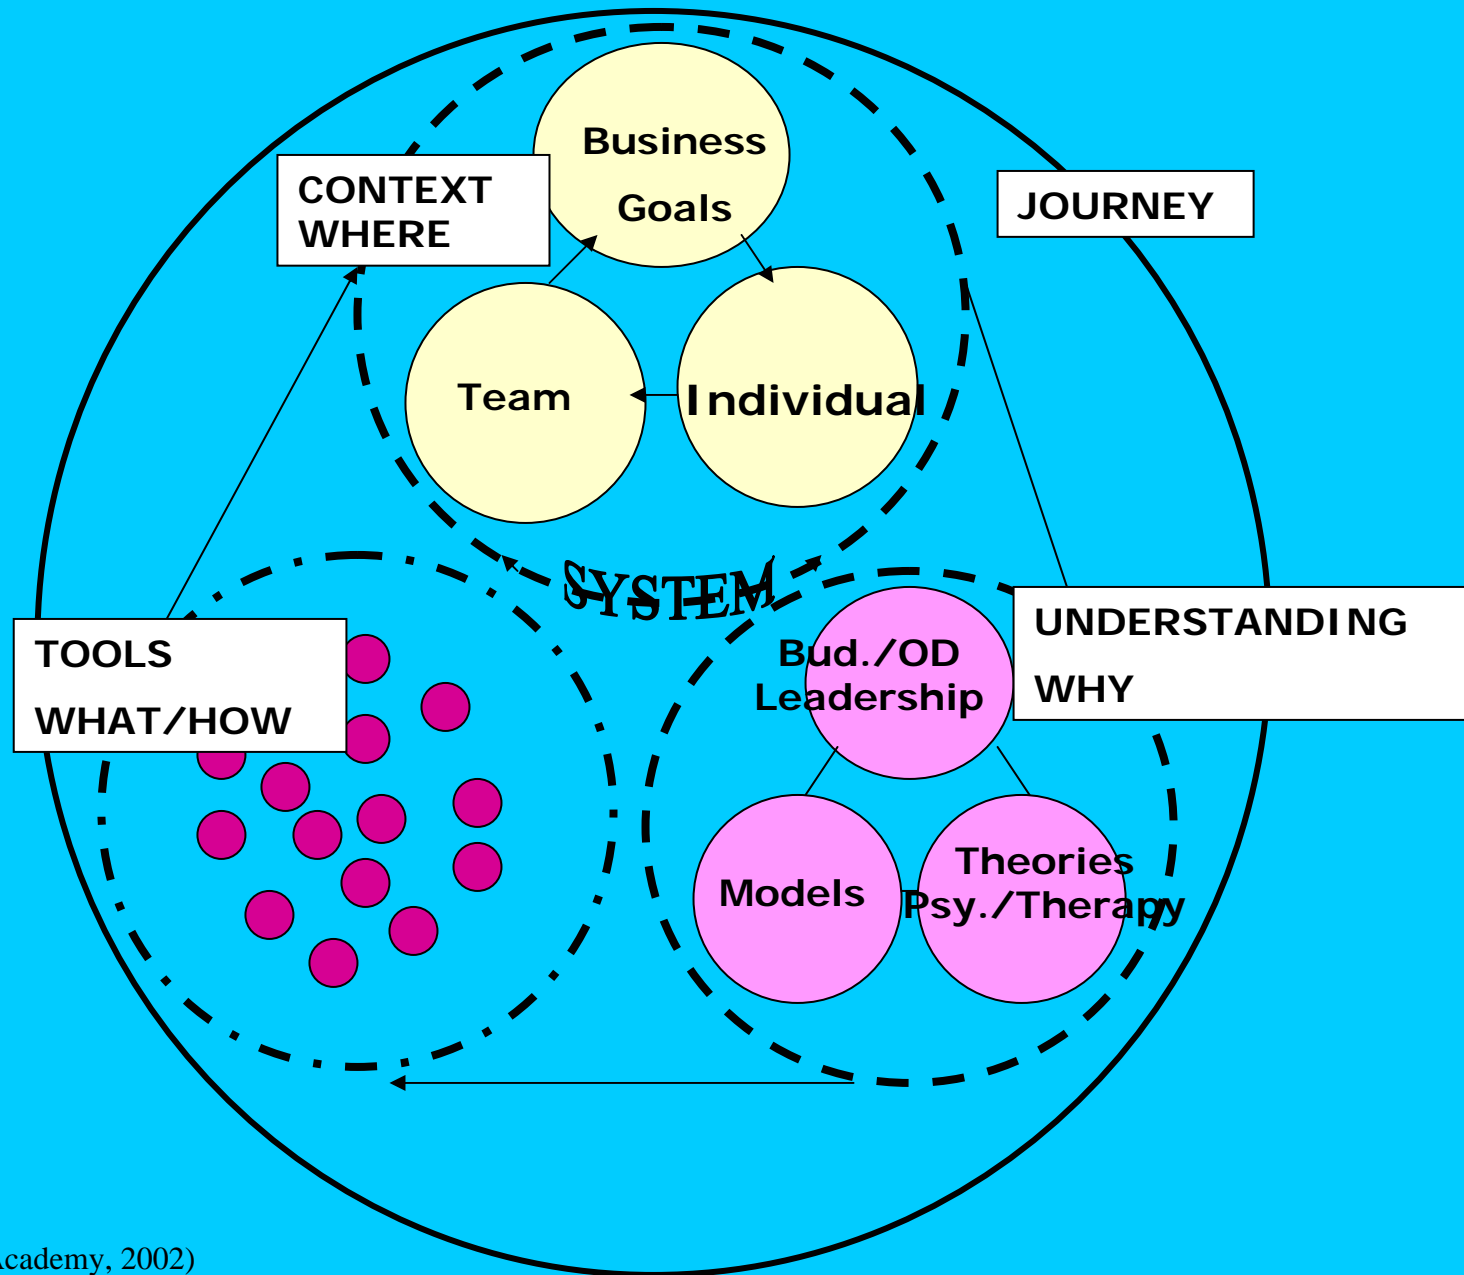 Business
Goals
CONTEXT
WHERE
JOURNEY
Team
Individual
SYSTEM
TOOLS
WHAT/HOW
Bud./OD
Leadership
UNDERSTANDING
WHY
Models
Theories
Psy./Therapy
Academy, 2002)